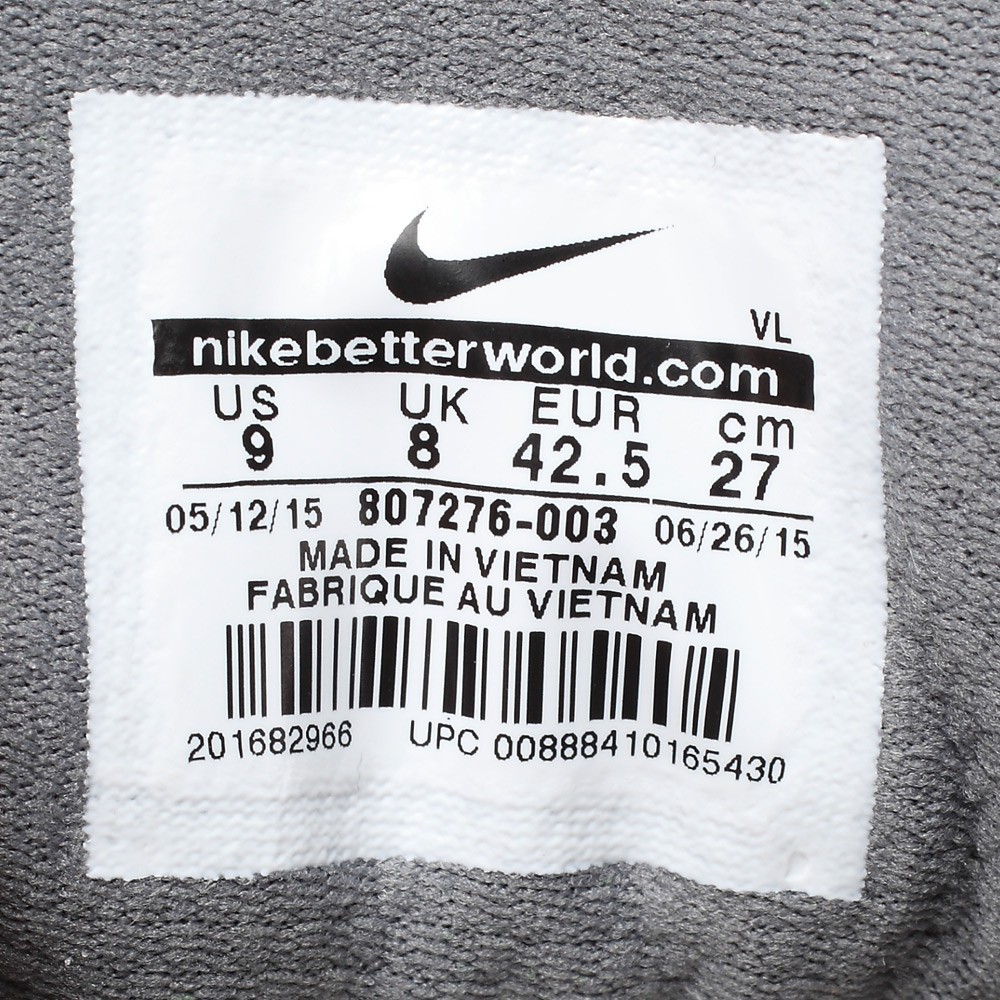 VL
nikebetterworld.com
US UK EUR cm
9 8 42.5 27
05/12/15 807276-003 06/26/15
MADE IN VIETNAM
FABRIQUE AU VIETNAM
201682966 UPC 00888410165430